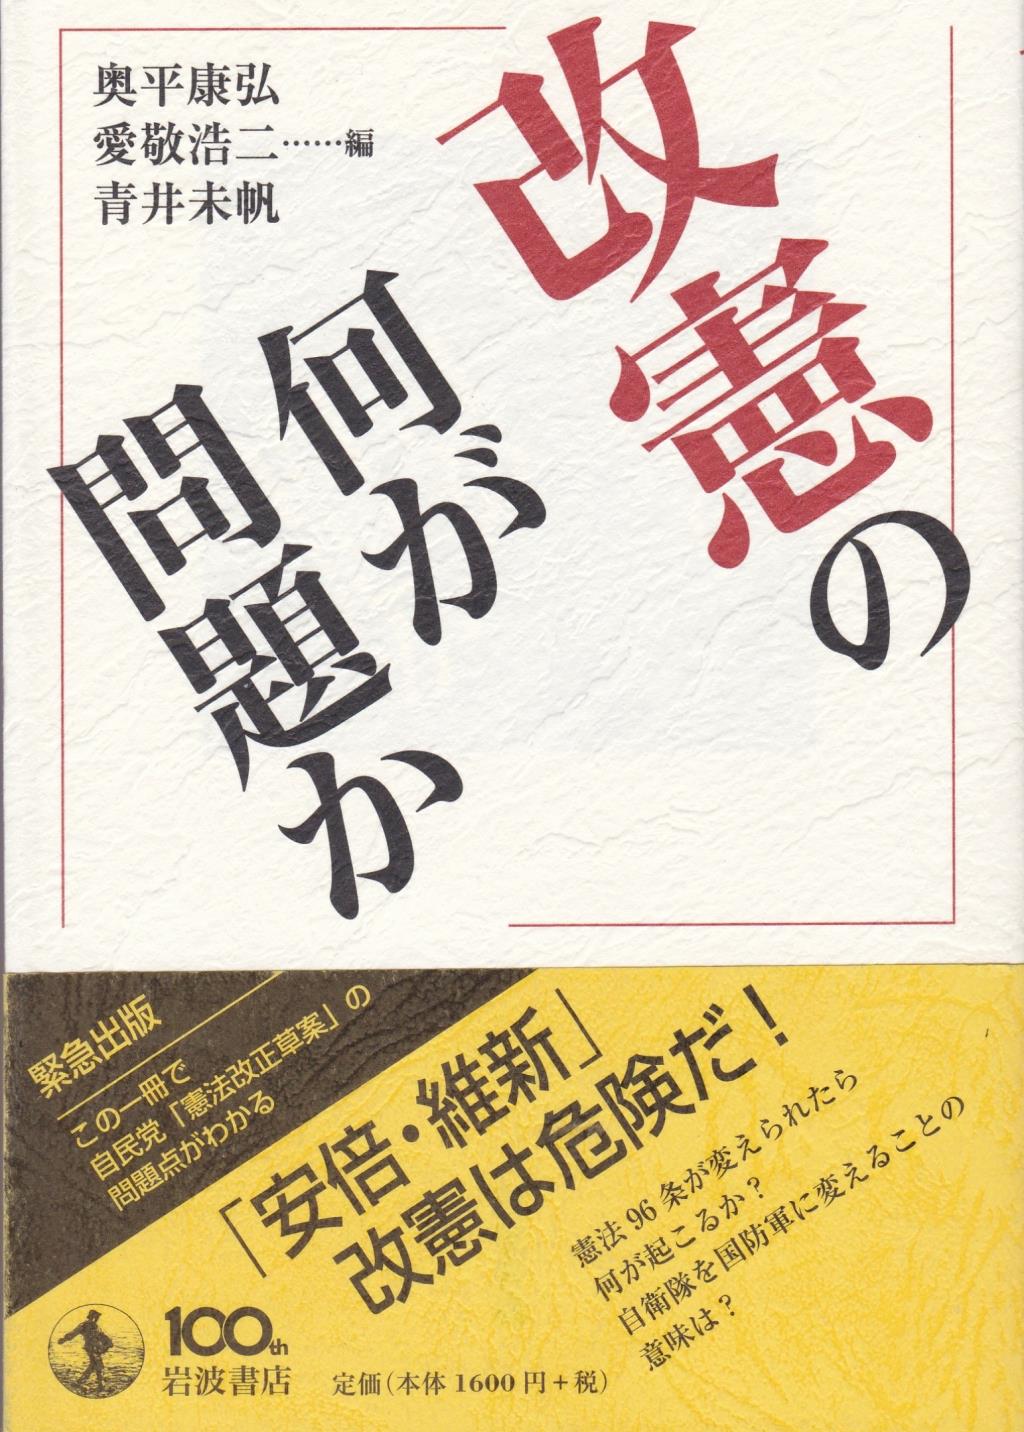 奥平康弘
愛敬浩二……編
青井未帆
改憲の
何が
問題か
緊急出版
この一冊で
自民党「憲法改正草案」の
問題点がわかる
「安倍・維新」
改憲は危険だ！
憲法96条が変えられたら
何が起こるか？
自衛隊を国防軍に変えることの
意味は？
100th
岩波書店
定価(本体1600円+税)